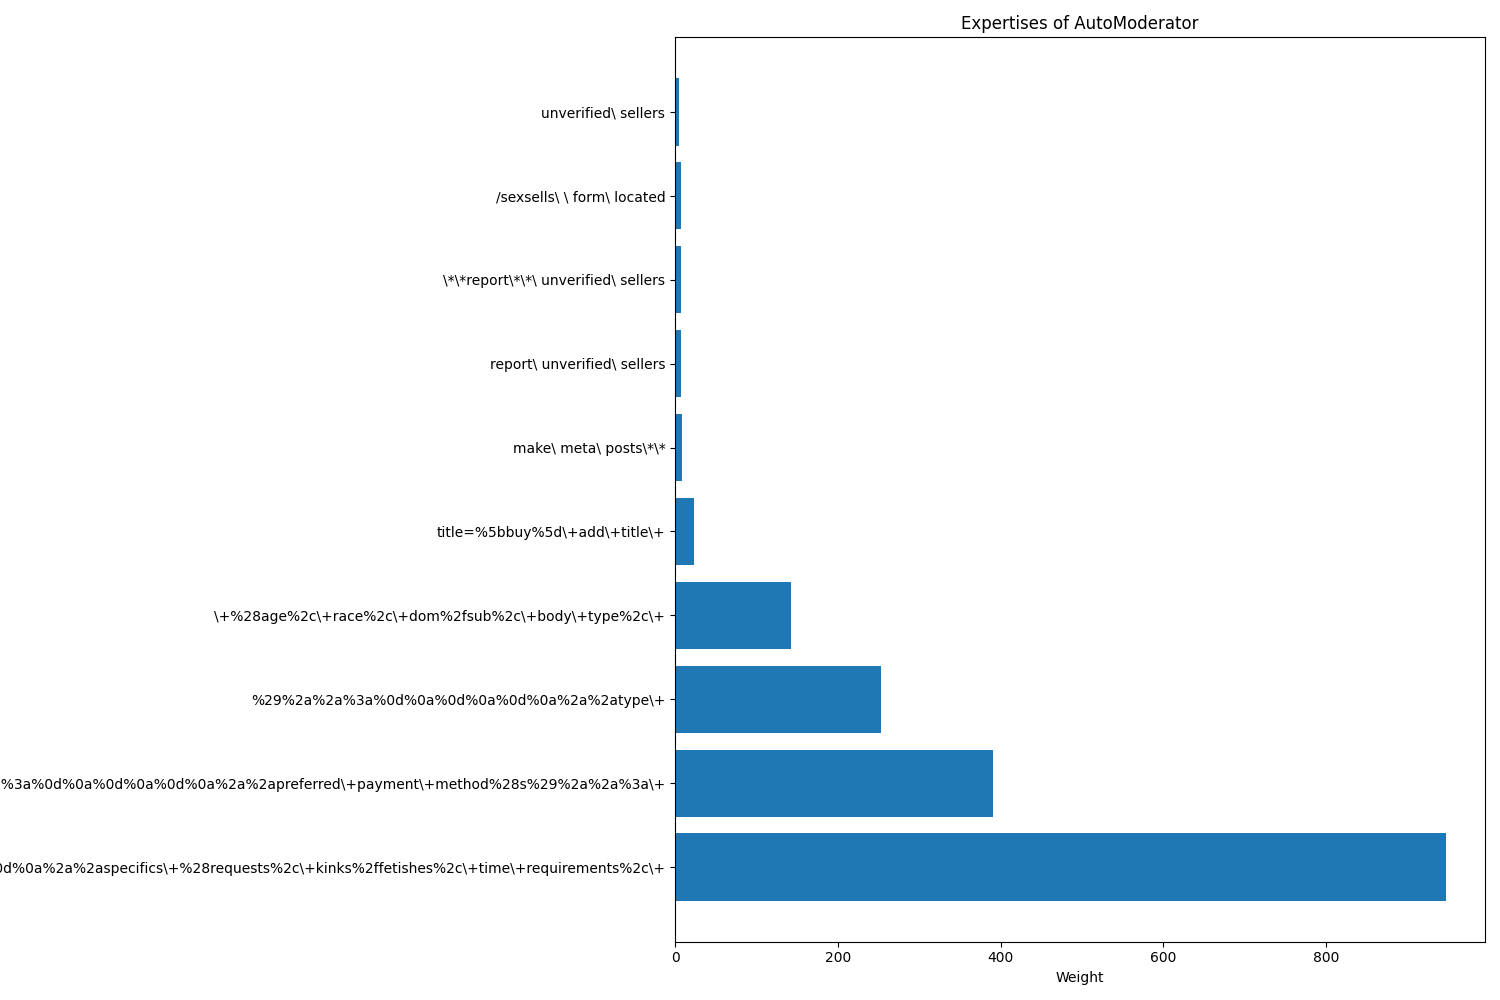 Expertises of AutoModerator
unverified\ sellers
/sexsells\ \ form\ located
\*\*report\*\*\ unverified\ sellers
report\ unverified\ sellers
make\ meta\ posts\*\*
title=%5bbuy%5d\+add\+title\+
\+%28age%2c\+race%2c\+dom%2fsub%2c\+body\+type%2c\+
%29%2a%2a%3a%0d%0a%0d%0a%0d%0a%2a%2atype\+
%3a%0d%0a%0d%0a%0d%0a%2a%2apreferred\+payment\+method%28s%29%2a%2a%3a\+
0d%0a%2a%2aspecifics\+%28requests%2c\+kinks%2ffetishes%2c\+time\+requirements%2c\+
0 200 400 600 800
Weight